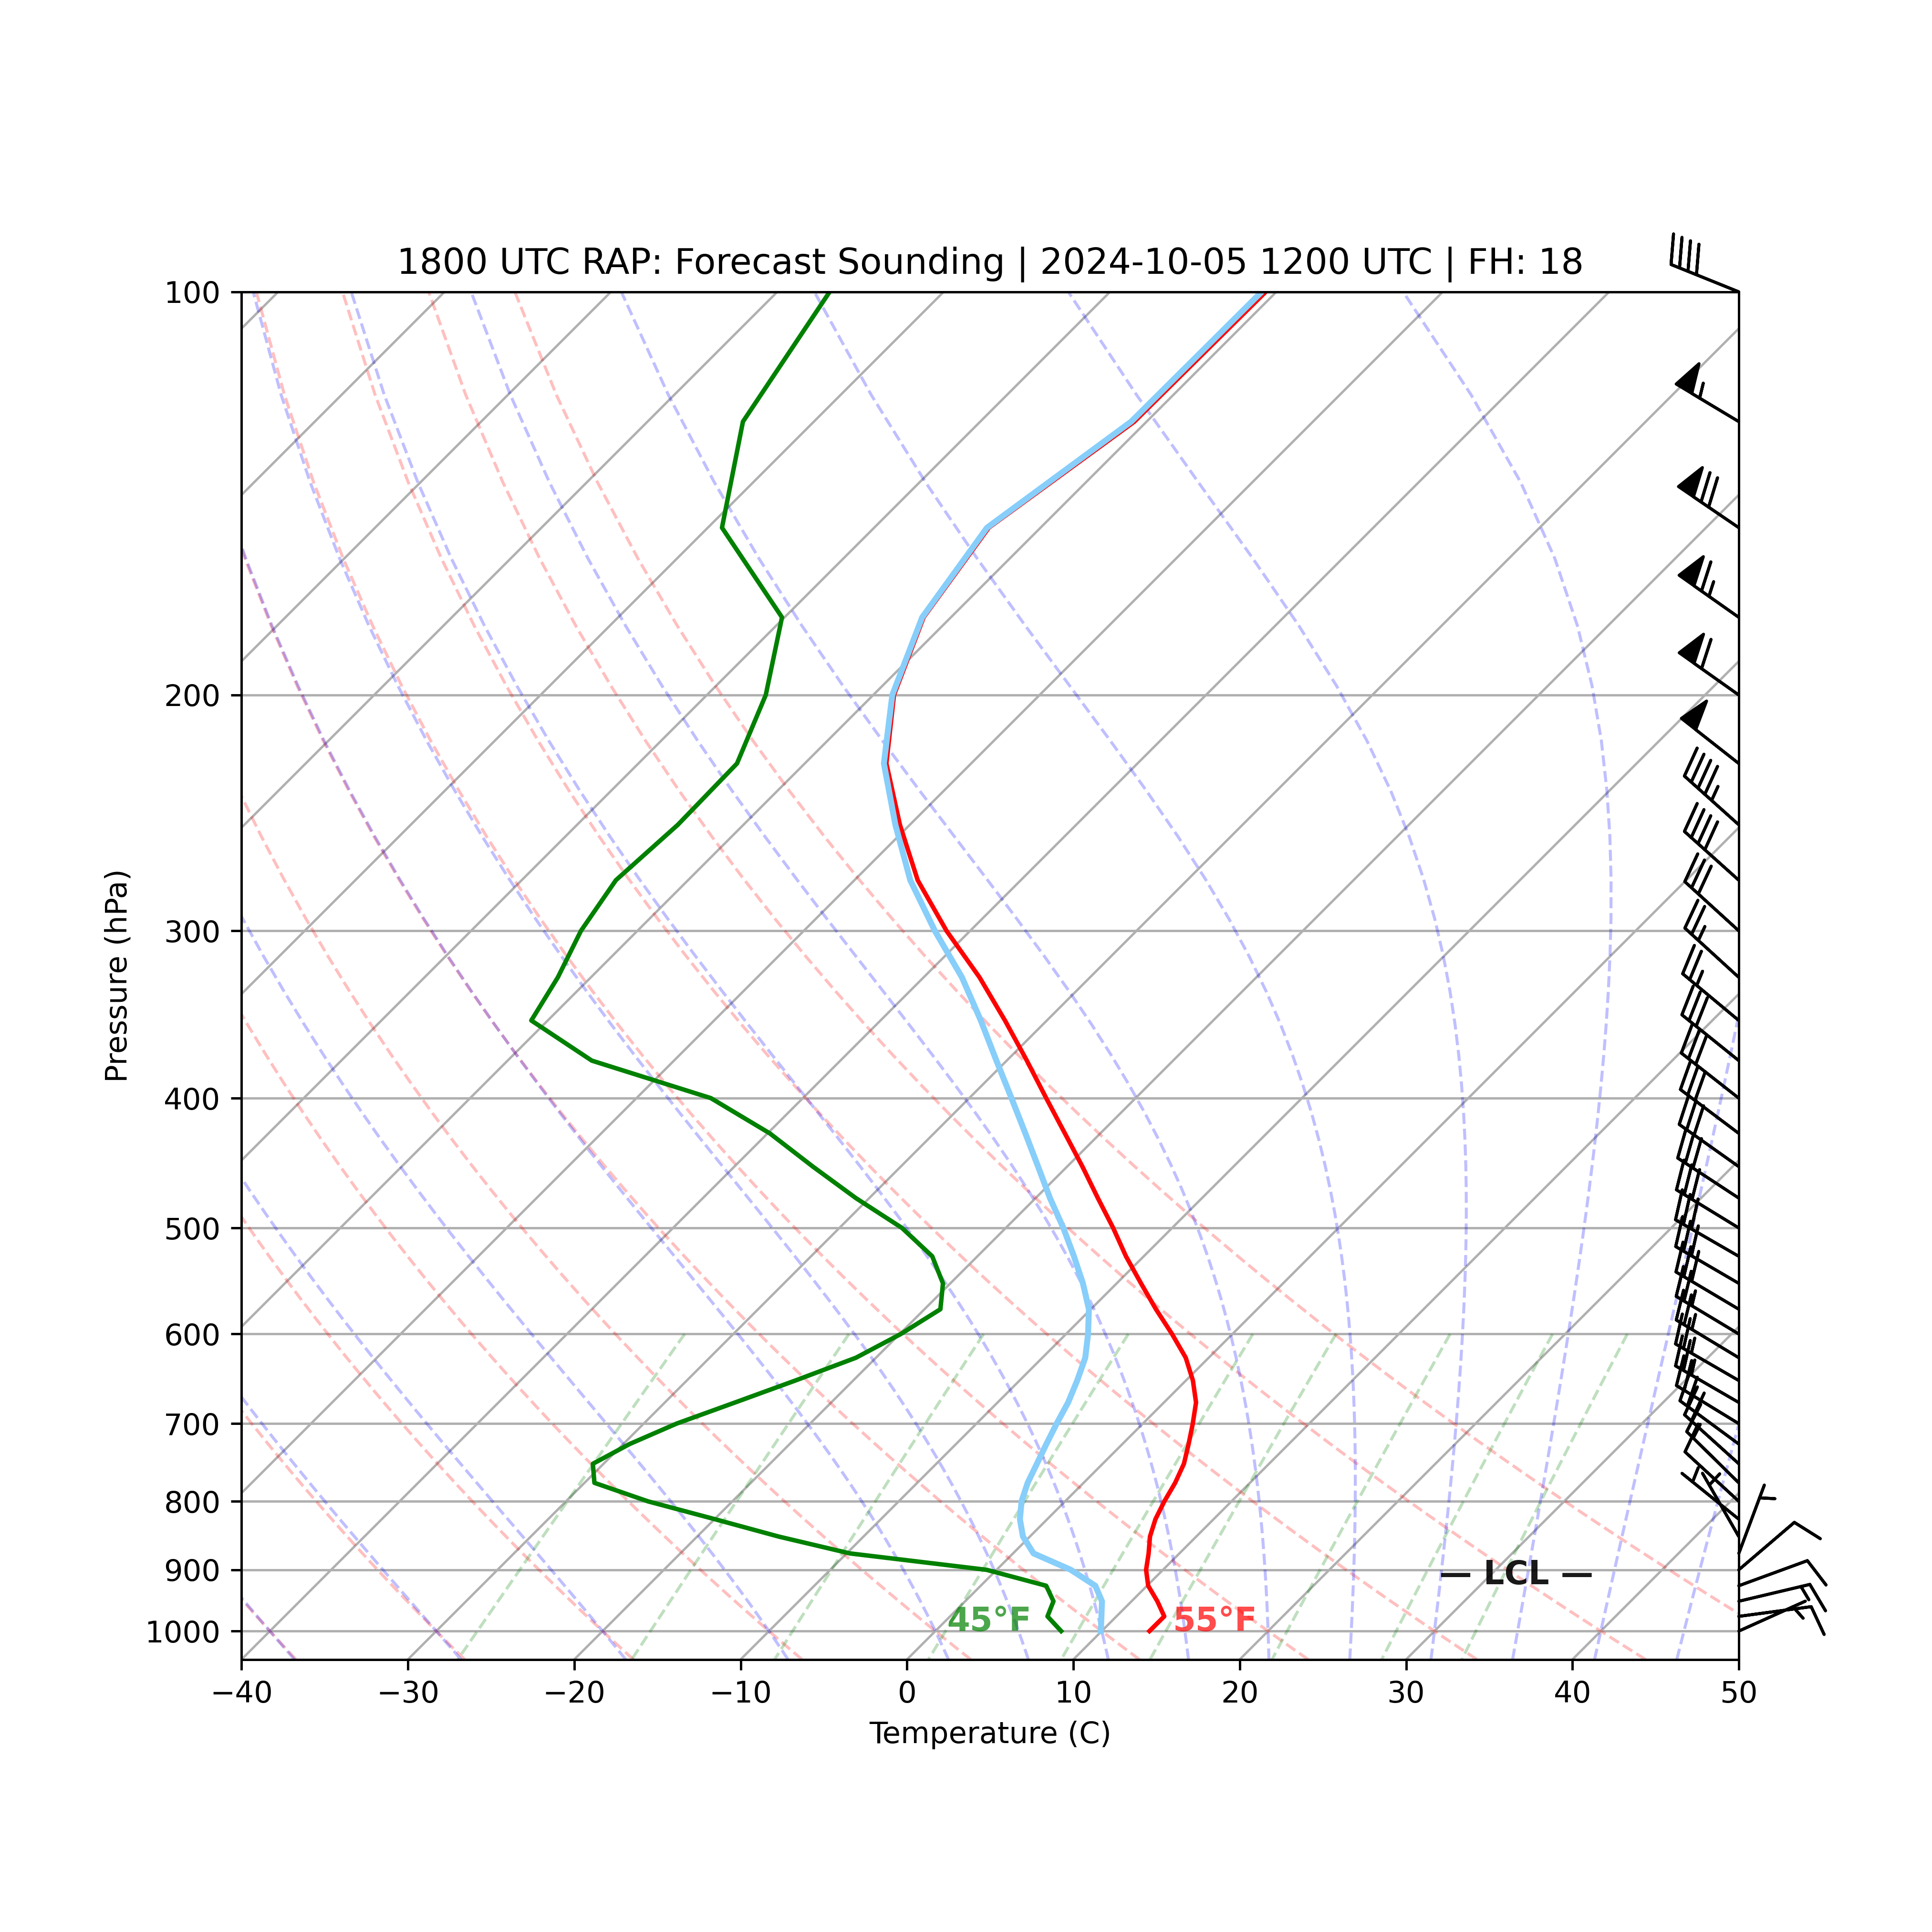 1800 UTC RAP: Forecast Sounding | 2024-10-05 1200 UTC | FH: 18
100
200
300
400
500
600
700
800
900
1000
Pressure (hPa)
— LCL —
45°F
55°F
−40 −30 −20 −10 0 10 20 30 40 50
Temperature (C)